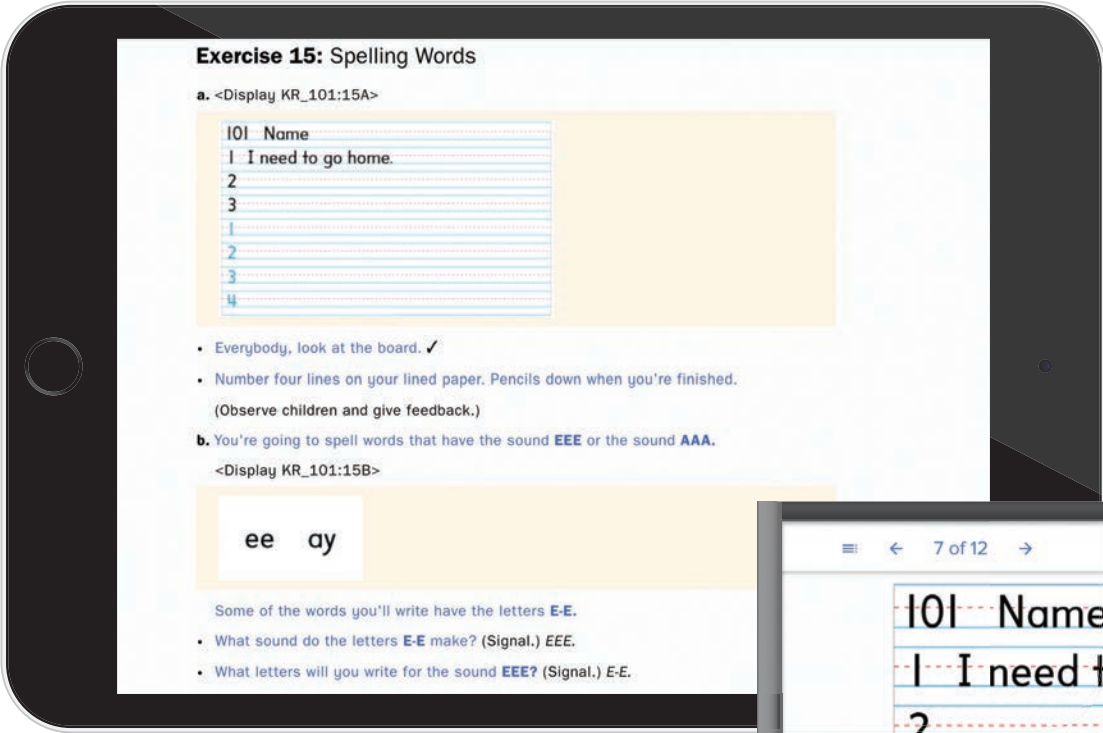 Exercise 15: Spelling Words
a. <Display KR_101:15A>
101 Name
1 I need to go home.
2
3
1
2
3
4
• Everybody, look at the board. ✓
• Number four lines on your lined paper. Pencils down when you're finished.
(Observe children and give feedback.)
b. You're going to spell words that have the sound EEE or the sound AAA.
<Display KR_101:15B>
ee ay
Some of the words you'll write have the letters E-E.
• What sound do the letters E-E make? (Signal.) EEE.
• What letters will you write for the sound EEE? (Signal.) E-E.
7 of 12
101 Name
1 I need t
2